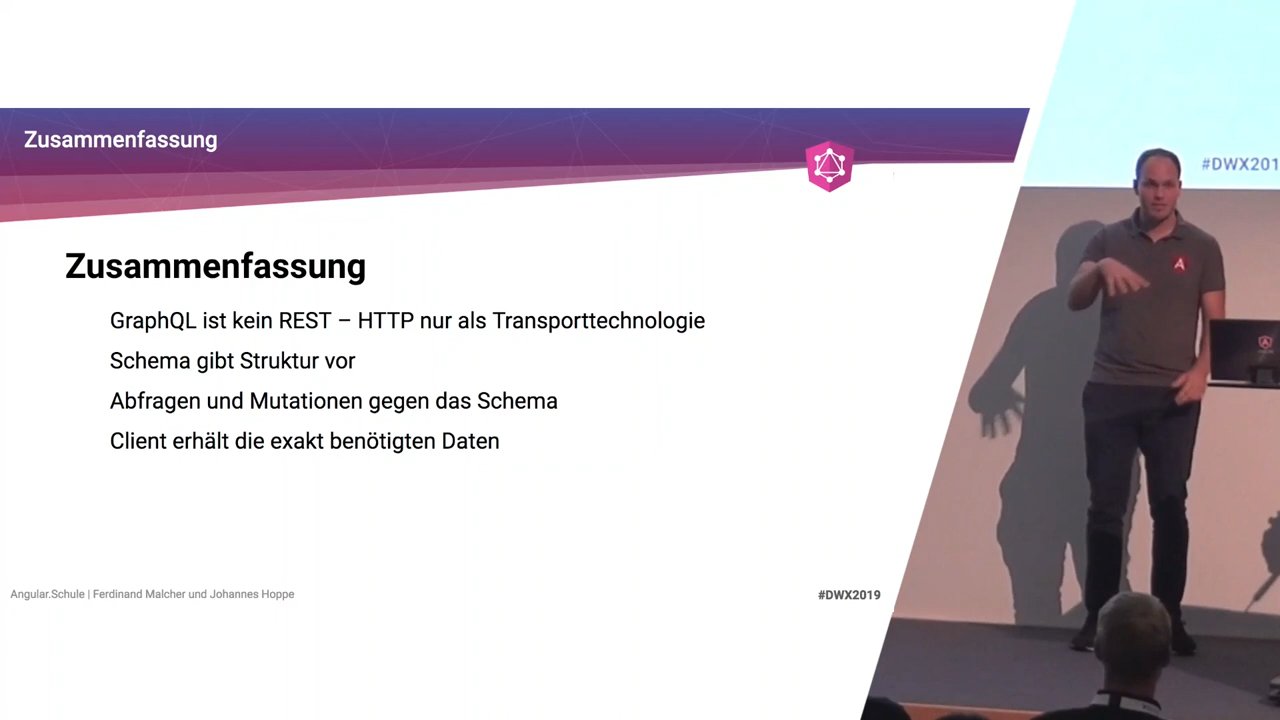 Zusammenfassung
#DWX201
Zusammenfassung
GraphQL ist kein REST – HTTP nur als Transporttechnologie
Schema gibt Struktur vor
Abfragen und Mutationen gegen das Schema
Client erhält die exakt benötigten Daten
Angular.Schule | Ferdinand Malcher und Johannes Hoppe
#DWX2019